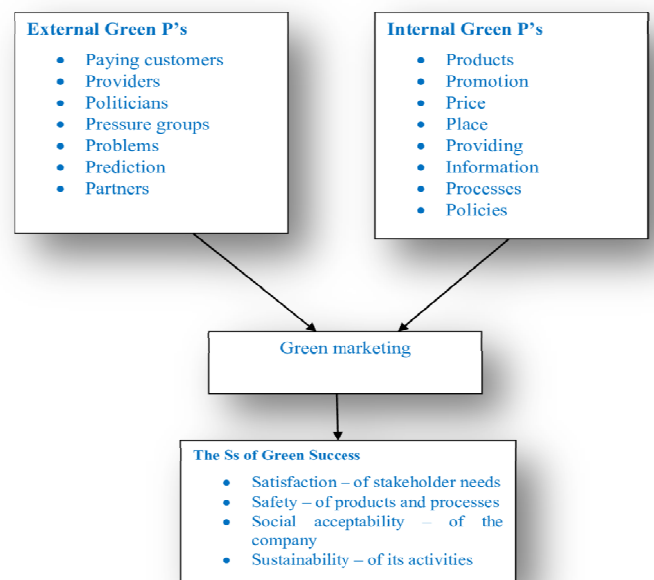 External Green P's
• Paying customers
• Providers
• Politicians
• Pressure groups
• Problems
• Prediction
• Partners
Internal Green P's
• Products
• Promotion
• Price
• Place
• Providing
• Information
• Processes
• Policies
Green marketing
The Ss of Green Success
• Satisfaction – of stakeholder needs
• Safety – of products and processes
• Social acceptability – of the
company
• Sustainability – of its activities